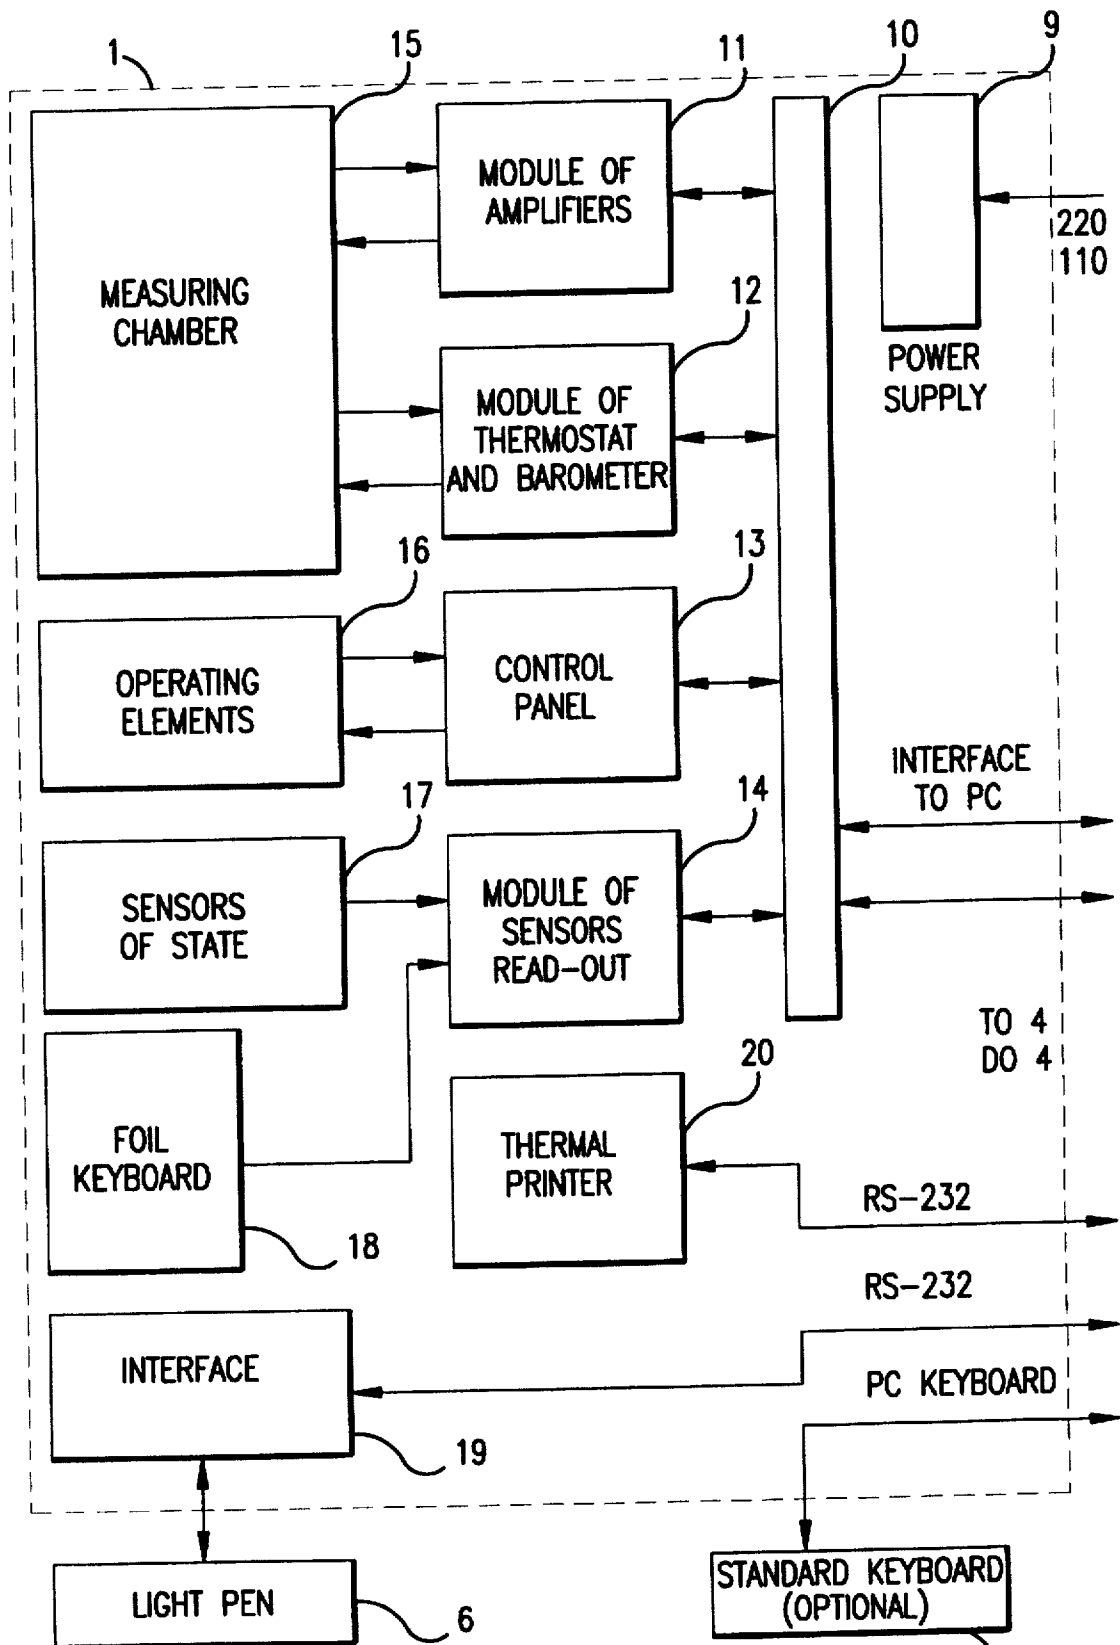 1
15
11
10
9
MEASURING
CHAMBER
MODULE OF
AMPLIFIERS
220
110
POWER
SUPPLY
12
MODULE OF
THERMOSTAT
AND BAROMETER
16
OPERATING
ELEMENTS
13
CONTROL
PANEL
INTERFACE
TO PC
17
SENSORS
OF STATE
14
MODULE OF
SENSORS
READ-OUT
TO 4
DO 4
FOIL
KEYBOARD
18
20
THERMAL
PRINTER
RS-232
RS-232
INTERFACE
19
PC KEYBOARD
LIGHT PEN
6
STANDARD KEYBOARD
(OPTIONAL)